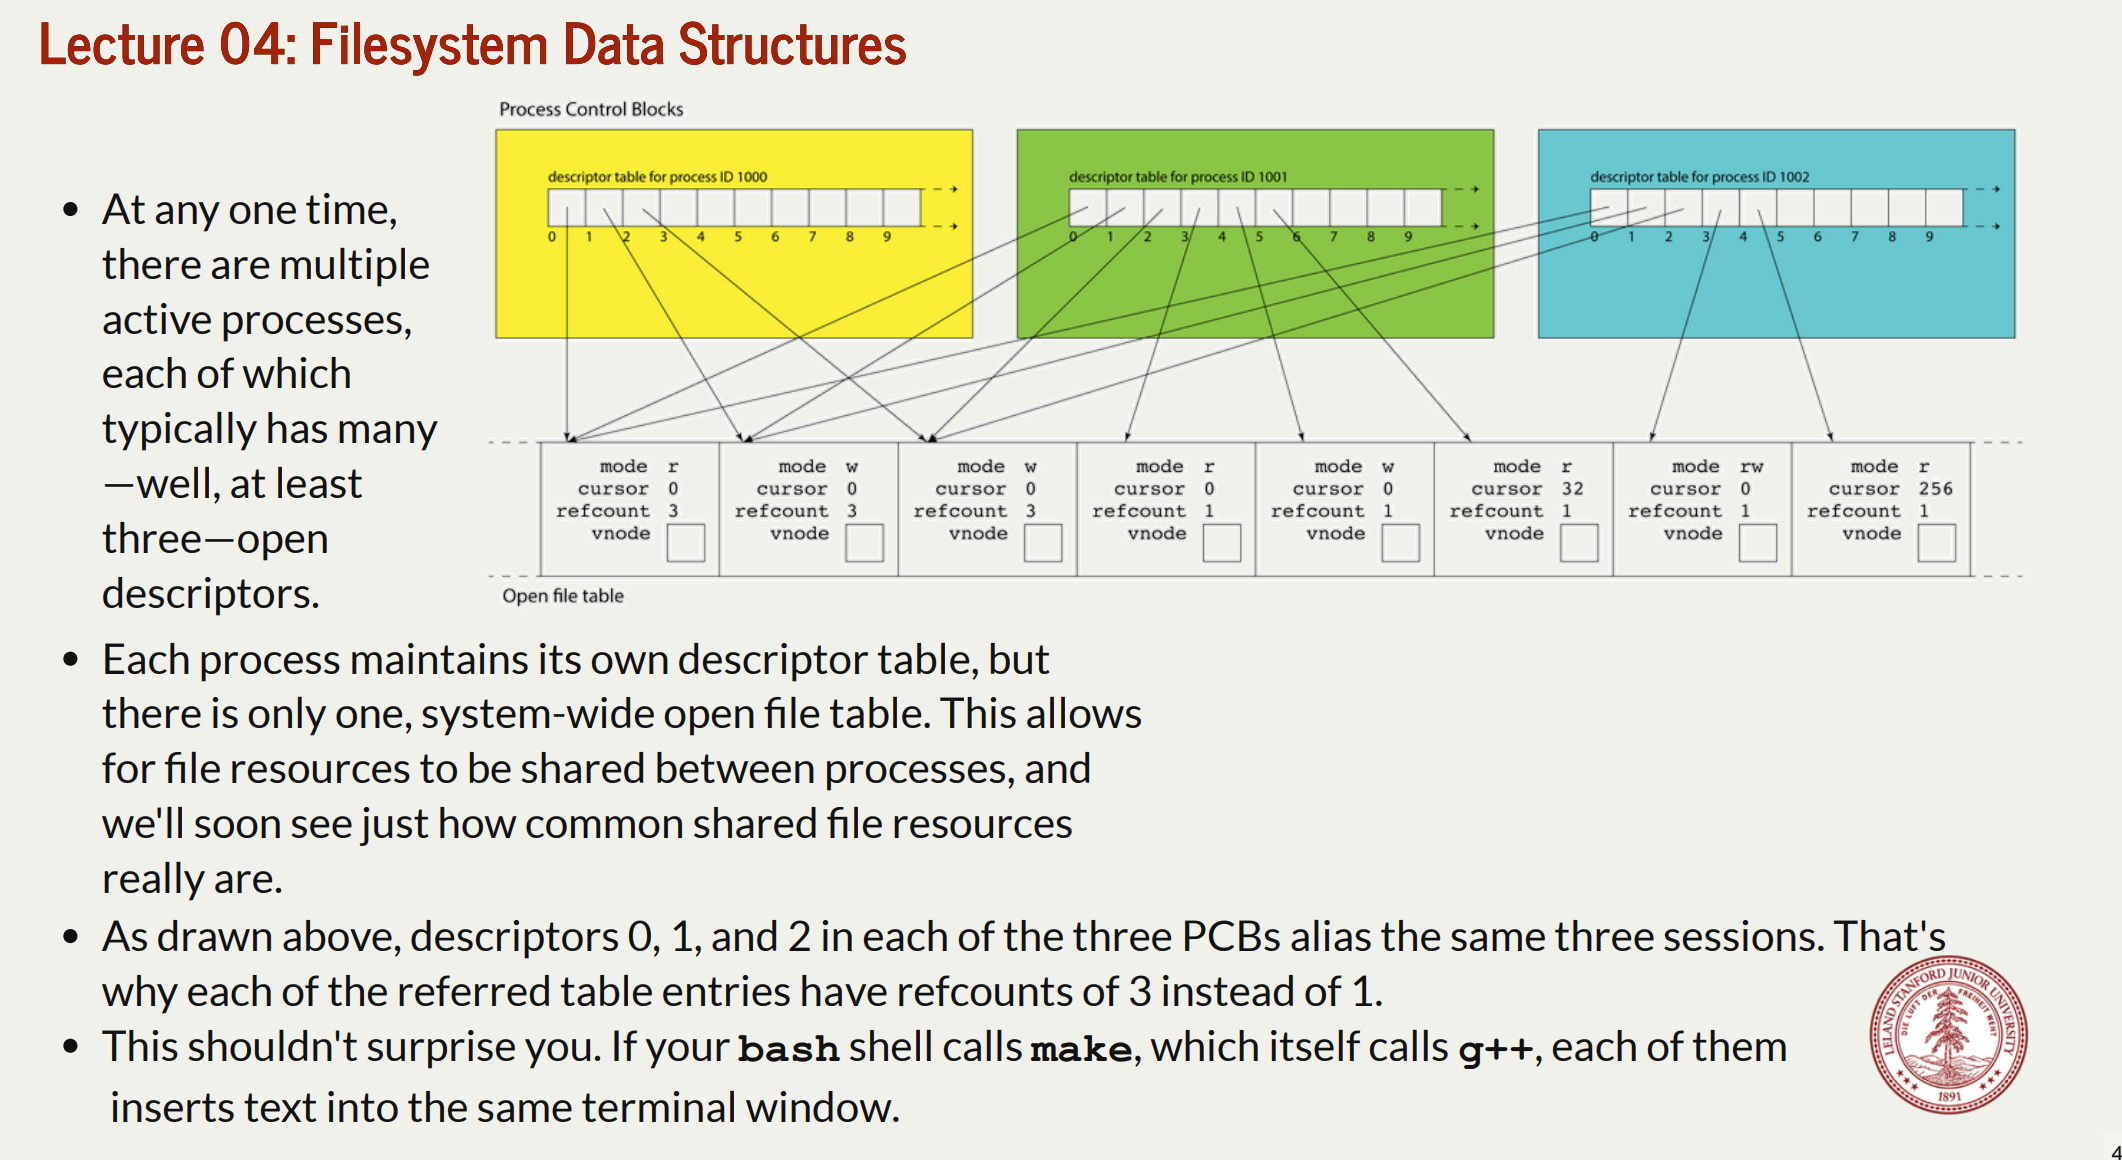 Lecture 04: Filesystem Data Structures
Process Control Blocks
descriptor table for process ID 1000
0 1 2 3 4 5 6 7 8 9
descriptor table for process ID 1001
0 1 2 3 4 5 6 7 8 9
descriptor table for process ID 1002
0 1 2 3 4 5 6 7 8 9
mode r
cursor 0
refcount 3
vnode
mode w
cursor 0
refcount 3
vnode
mode w
cursor 0
refcount 3
vnode
mode r
cursor 0
refcount 1
vnode
mode w
cursor 0
refcount 1
vnode
mode r
cursor 32
refcount 1
vnode
mode rw
cursor 0
refcount 1
vnode
mode r
cursor 256
refcount 1
vnode
Open file table
• At any one time,
there are multiple
active processes,
each of which
typically has many
—well, at least
three—open
descriptors.
• Each process maintains its own descriptor table, but
there is only one, system-wide open file table. This allows
for file resources to be shared between processes, and
we'll soon see just how common shared file resources
really are.
• As drawn above, descriptors 0, 1, and 2 in each of the three PCBs alias the same three sessions. That's
why each of the referred table entries have refcounts of 3 instead of 1.
• This shouldn't surprise you. If your bash shell calls make, which itself calls g++, each of them
inserts text into the same terminal window.
LELAND STANFORD JUNIOR UNIVERSITY
DIE LUFT DER FREIHEIT WEHT
1891
4